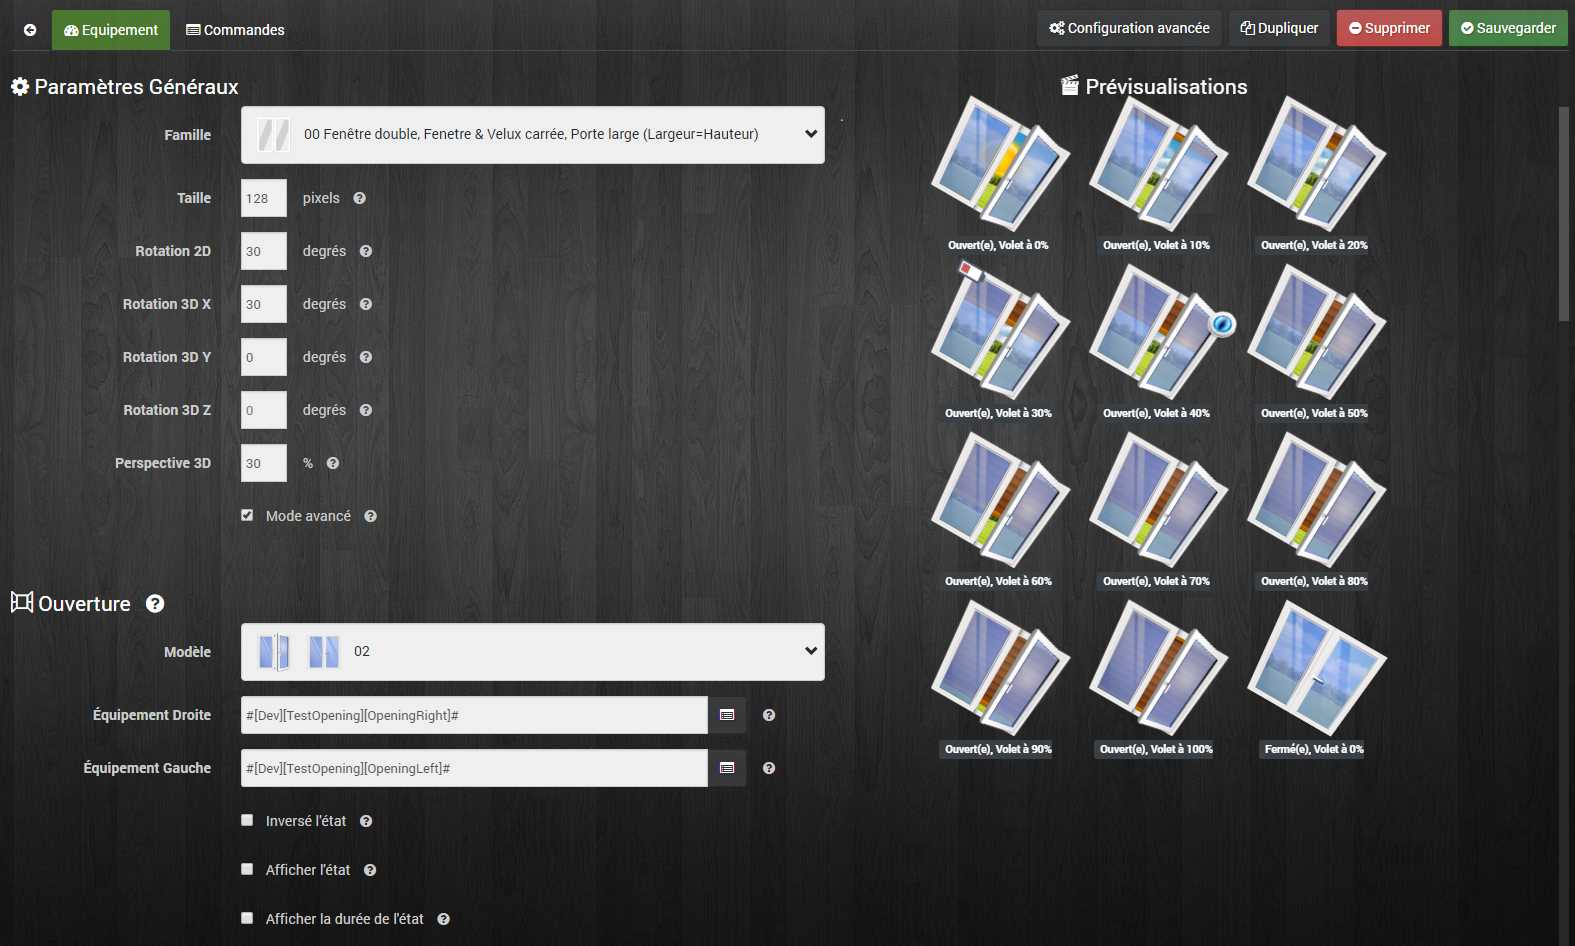 Equipement
Commandes
Configuration avancée
Dupliquer
Supprimer
Sauvegarder
Paramètres Généraux
Famille
00 Fenêtre double, Fenetre & Velux carrée, Porte large (Largeur=Hauteur)
Taille
128
pixels
Rotation 2D
30
degrés
Rotation 3D X
30
degrés
Rotation 3D Y
0
degrés
Rotation 3D Z
0
degrés
Perspective 3D
30
%
Mode avancé
Ouverture
Modèle
02
Équipement Droite
#[Dev][TestOpening][OpeningRight]#
Équipement Gauche
#[Dev][TestOpening][OpeningLeft]#
Inversé l'état
Afficher l'état
Afficher la durée de l'état
Prévisualisations
Ouvert(e), Volet à 0%
Ouvert(e), Volet à 10%
Ouvert(e), Volet à 20%
Ouvert(e), Volet à 30%
Ouvert(e), Volet à 40%
Ouvert(e), Volet à 50%
Ouvert(e), Volet à 60%
Ouvert(e), Volet à 70%
Ouvert(e), Volet à 80%
Ouvert(e), Volet à 90%
Ouvert(e), Volet à 100%
Fermé(e), Volet à 0%